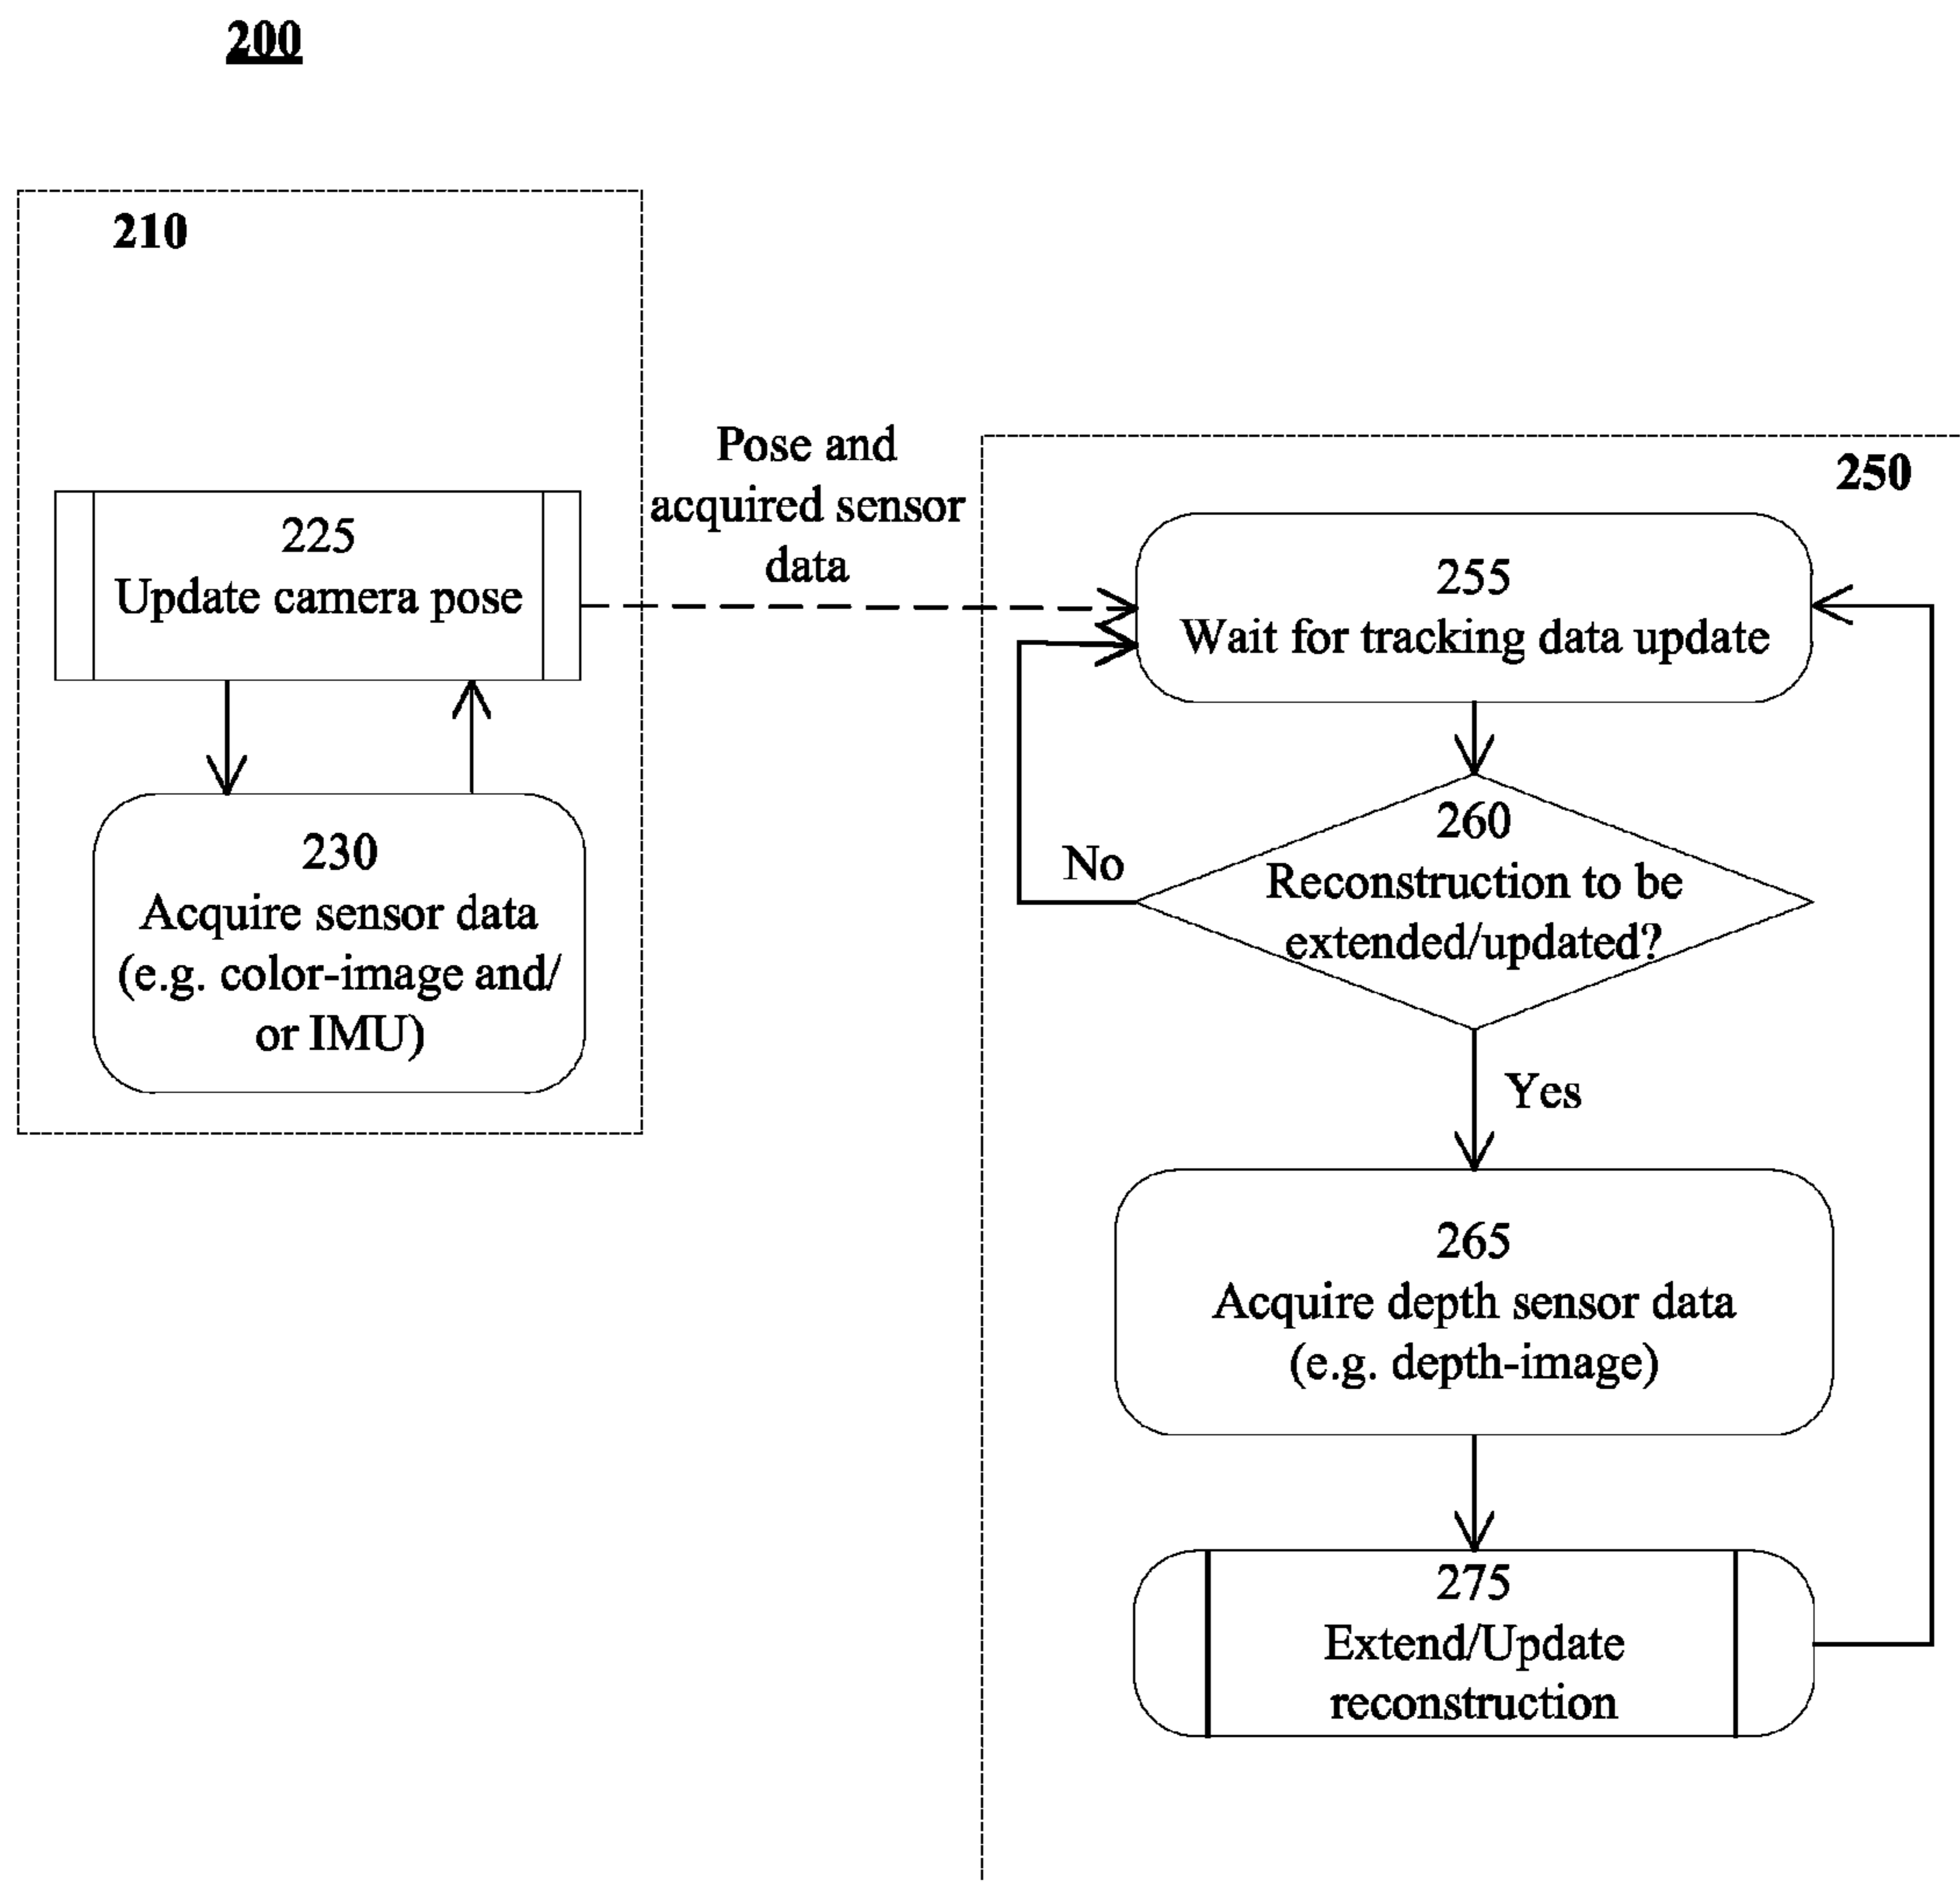 200
210
225
Update camera pose
230
Acquire sensor data
(e.g. color-image and/
or IMU)
Pose and
acquired sensor
data
250
255
Wait for tracking data update
260
Reconstruction to be
extended/updated?
No
Yes
265
Acquire depth sensor data
(e.g. depth-image)
275
Extend/Update
reconstruction